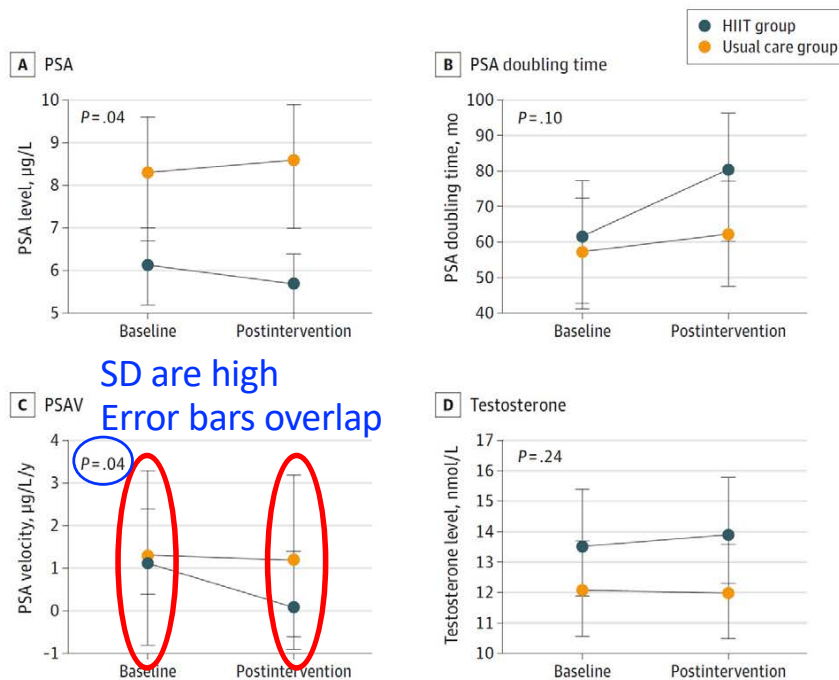 HIIT group
Usual care group
A PSA
10
9
8
7
6
5
P=.04
PSA level, µg/L
Baseline
Postintervention
B PSA doubling time
100
90
80
70
60
50
40
P=.10
PSA doubling time, mo
Baseline
Postintervention
SD are high
Error bars overlap
C PSAV
4
3
2
1
0
-1
P=.04
PSA velocity, µg/L/y
Baseline
Postintervention
D Testosterone
17
16
15
14
13
12
11
10
P=.24
Testosterone level, nmol/L
Baseline
Postintervention